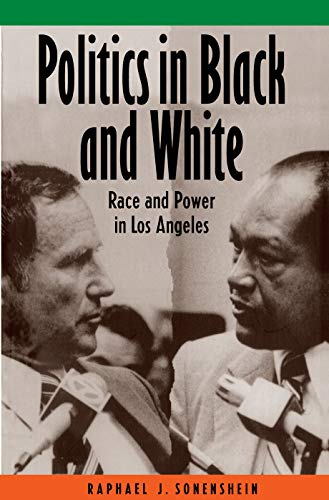 Politics in Black
and White
Race and Power
in Los Angeles
RAPHAEL J. SONENSHEIN